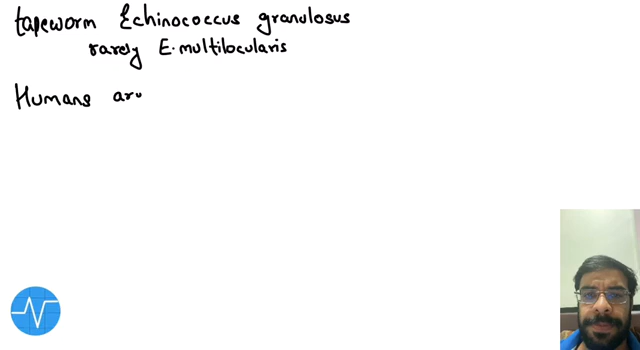 tapeworm Echinococcus granulosus
rarely E. multilocularis
Humans are